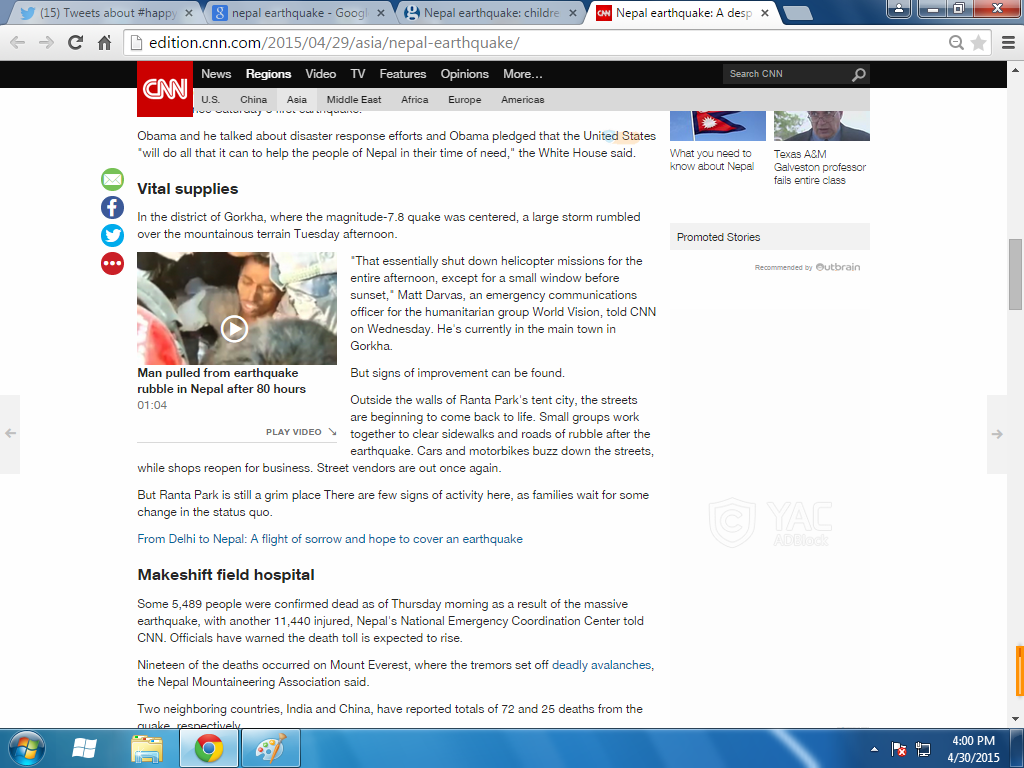 (15) Tweets about #happy
nepal earthquake - Googl
Nepal earthquake: childre
Nepal earthquake: A desp
edition.cnn.com/2015/04/29/asia/nepal-earthquake/
CNN
News Regions Video TV Features Opinions More...
Search CNN
U.S. China Asia Middle East Africa Europe Americas
Saturday's first earthquake.
Obama and he talked about disaster response efforts and Obama pledged that the United States
"will do all that it can to help the people of Nepal in their time of need," the White House said.
Vital supplies
In the district of Gorkha, where the magnitude-7.8 quake was centered, a large storm rumbled
over the mountainous terrain Tuesday afternoon.
Man pulled from earthquake
rubble in Nepal after 80 hours
01:04
PLAY VIDEO
"That essentially shut down helicopter missions for the
entire afternoon, except for a small window before
sunset," Matt Darvas, an emergency communications
officer for the humanitarian group World Vision, told CNN
on Wednesday. He's currently in the main town in
Gorkha.
But signs of improvement can be found.
Outside the walls of Ranta Park's tent city, the streets
are beginning to come back to life. Small groups work
together to clear sidewalks and roads of rubble after the
earthquake. Cars and motorbikes buzz down the streets,
while shops reopen for business. Street vendors are out once again.
But Ranta Park is still a grim place There are few signs of activity here, as families wait for some
change in the status quo.
From Delhi to Nepal: A flight of sorrow and hope to cover an earthquake
Makeshift field hospital
Some 5,489 people were confirmed dead as of Thursday morning as a result of the massive
earthquake, with another 11,440 injured, Nepal's National Emergency Coordination Center told
CNN. Officials have warned the death toll is expected to rise.
Nineteen of the deaths occurred on Mount Everest, where the tremors set off deadly avalanches,
the Nepal Mountaineering Association said.
Two neighboring countries, India and China, have reported totals of 72 and 25 deaths from the
quake, respectively.
What you need to
know about Nepal
Texas A&M
Galveston professor
fails entire class
Promoted Stories
Recommended by Outbrain
YAC
ADBlock
4:00 PM
4/30/2015